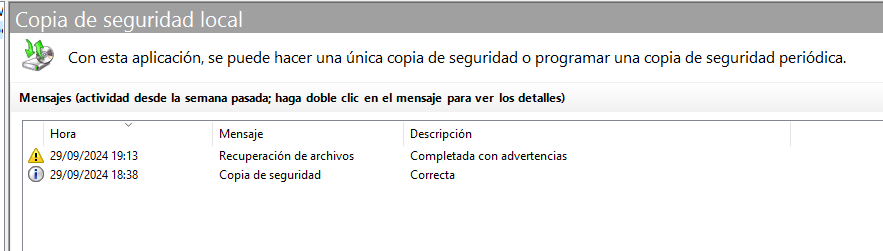 Copia de seguridad local
Con esta aplicación, se puede hacer una única copia de seguridad o programar una copia de seguridad periódica.
Mensajes (actividad desde la semana pasada; haga doble clic en el mensaje para ver los detalles)
Hora Mensaje Descripción
29/09/2024 19:13 Recuperación de archivos Completada con advertencias
29/09/2024 18:38 Copia de seguridad Correcta